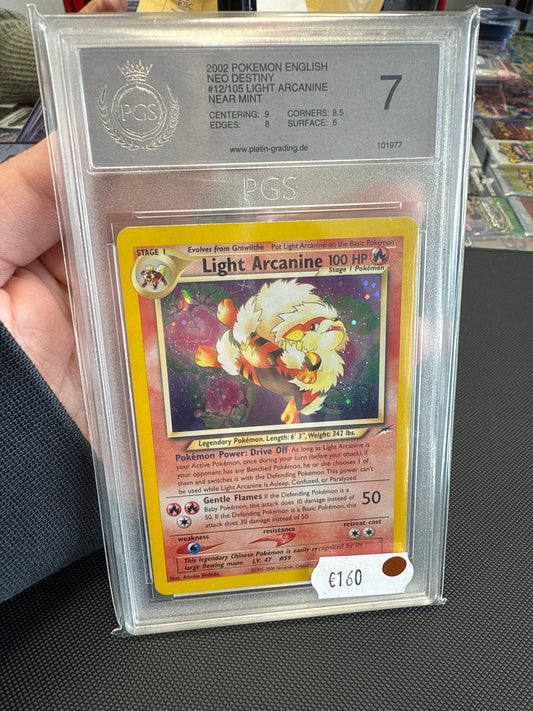 2002 POKEMON ENGLISH
NEO DESTINY
#12/105 LIGHT ARCANINE
NEAR MINT
CENTERING: 9 CORNERS: 8.5
EDGES: 8 SURFACE: 6
7
PGS
www.platin-grading.de
101977
PGS
STAGE 1
Evolves from Growlithe Put Light Arcanine on the Basic Pokémon
Light Arcanine 100 HP
Stage 1 Pokémon
Legendary Pokémon. Length: 6' 3", Weight: 342 lbs.
Pokémon Power: Drive Off As long as Light Arcanine is
your Active Pokémon, once during your turn (before your attack), if
your opponent has any Benched Pokémon, he or she chooses 1 of
them and switches it with the Defending Pokémon. This power can't
be used while Light Arcanine is Asleep, Confused, or Paralyzed.
Gentle Flames If the Defending Pokémon is a
Baby Pokémon, this attack does 10 damage instead of
50. If the Defending Pokémon is a Basic Pokémon, this
attack does 30 damage instead of 50.
50
weakness
resistance
retreat cost
This legendary Chinese Pokémon is easily recognized by its
large flowing mane. LV. 47 #59
Illus. Atsuko Nishida
©1995-2000 Nintendo
€160